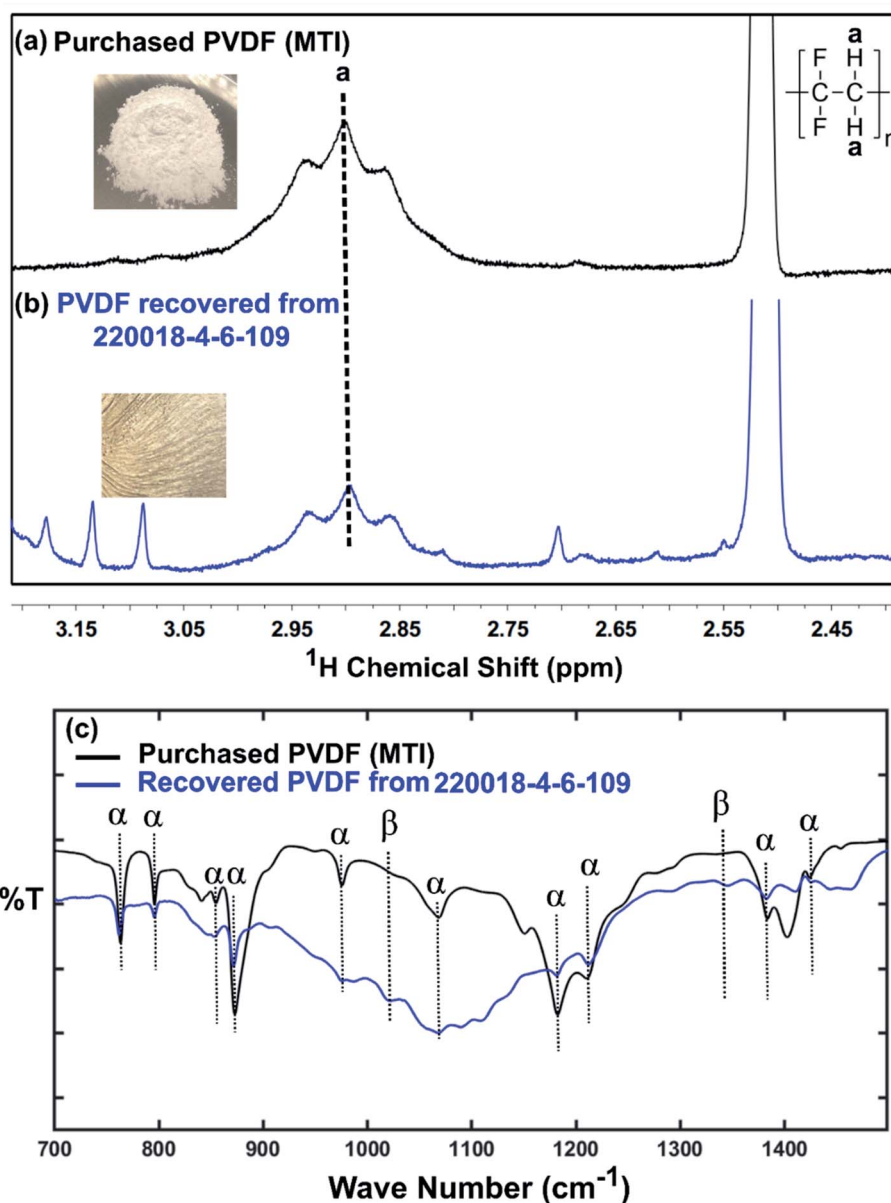 (a) Purchased PVDF (MTI)
a
a
F H
C C
F H
n
a
(b) PVDF recovered from
220018-4-6-109
3.15 3.05 2.95 2.85 2.75 2.65 2.55 2.45
¹H Chemical Shift (ppm)
(c)
Purchased PVDF (MTI)
Recovered PVDF from 220018-4-6-109
α α α α α β α α α β α α
%T
700 800 900 1000 1100 1200 1300 1400
Wave Number (cm⁻¹)